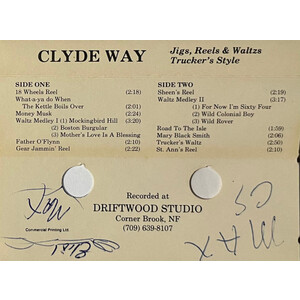 CLYDE WAY
Jigs, Reels & Waltzs
Trucker's Style
SIDE ONE
18 Wheels Reel (2:18)
What-a-ya do When
The Kettle Boils Over (2:01)
Money Musk (2:24)
Waltz Medley I (1) Mockingbird Hill (3:20)
(2) Boston Burgular
(3) Mother's Love Is A Blessing
Father O'Flynn (2:22)
Gear Jammin' Reel (2:22)
SIDE TWO
Sheen's Reel (2:21)
Waltz Medley II (3:17)
(1) For Now I'm Sixty Four
(2) Wild Colonial Boy
(3) Wild Rover
Road To The Isle (1:59)
Mary Black Smith (2:08)
Trucker's Waltz (2:50)
St. Ann's Reel (2:10)
Recorded at
DRIFTWOOD STUDIO
Corner Brook, NF
(709) 639-8107
Commercial Printing Ltd.